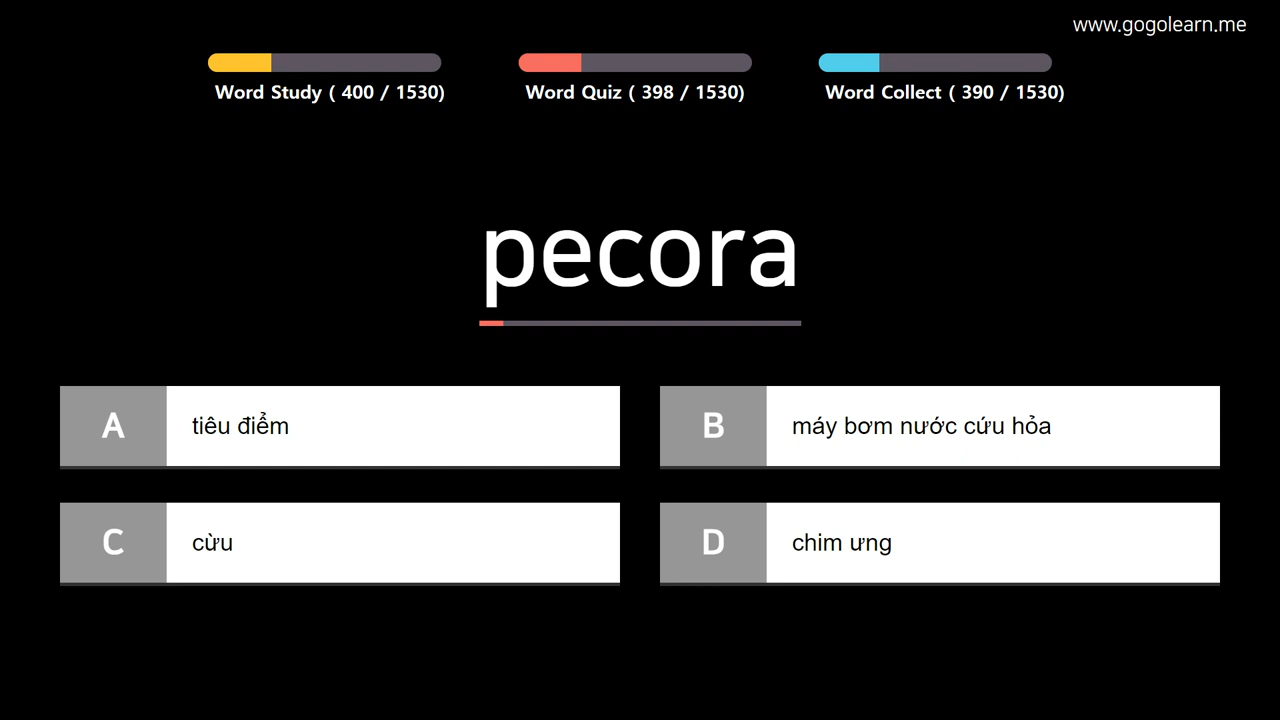 www.gogolearn.me
Word Study ( 400 / 1530)
Word Quiz ( 398 / 1530)
Word Collect ( 390 / 1530)
pecora
A
tiêu điểm
B
máy bơm nước cứu hỏa
C
cừu
D
chim ưng